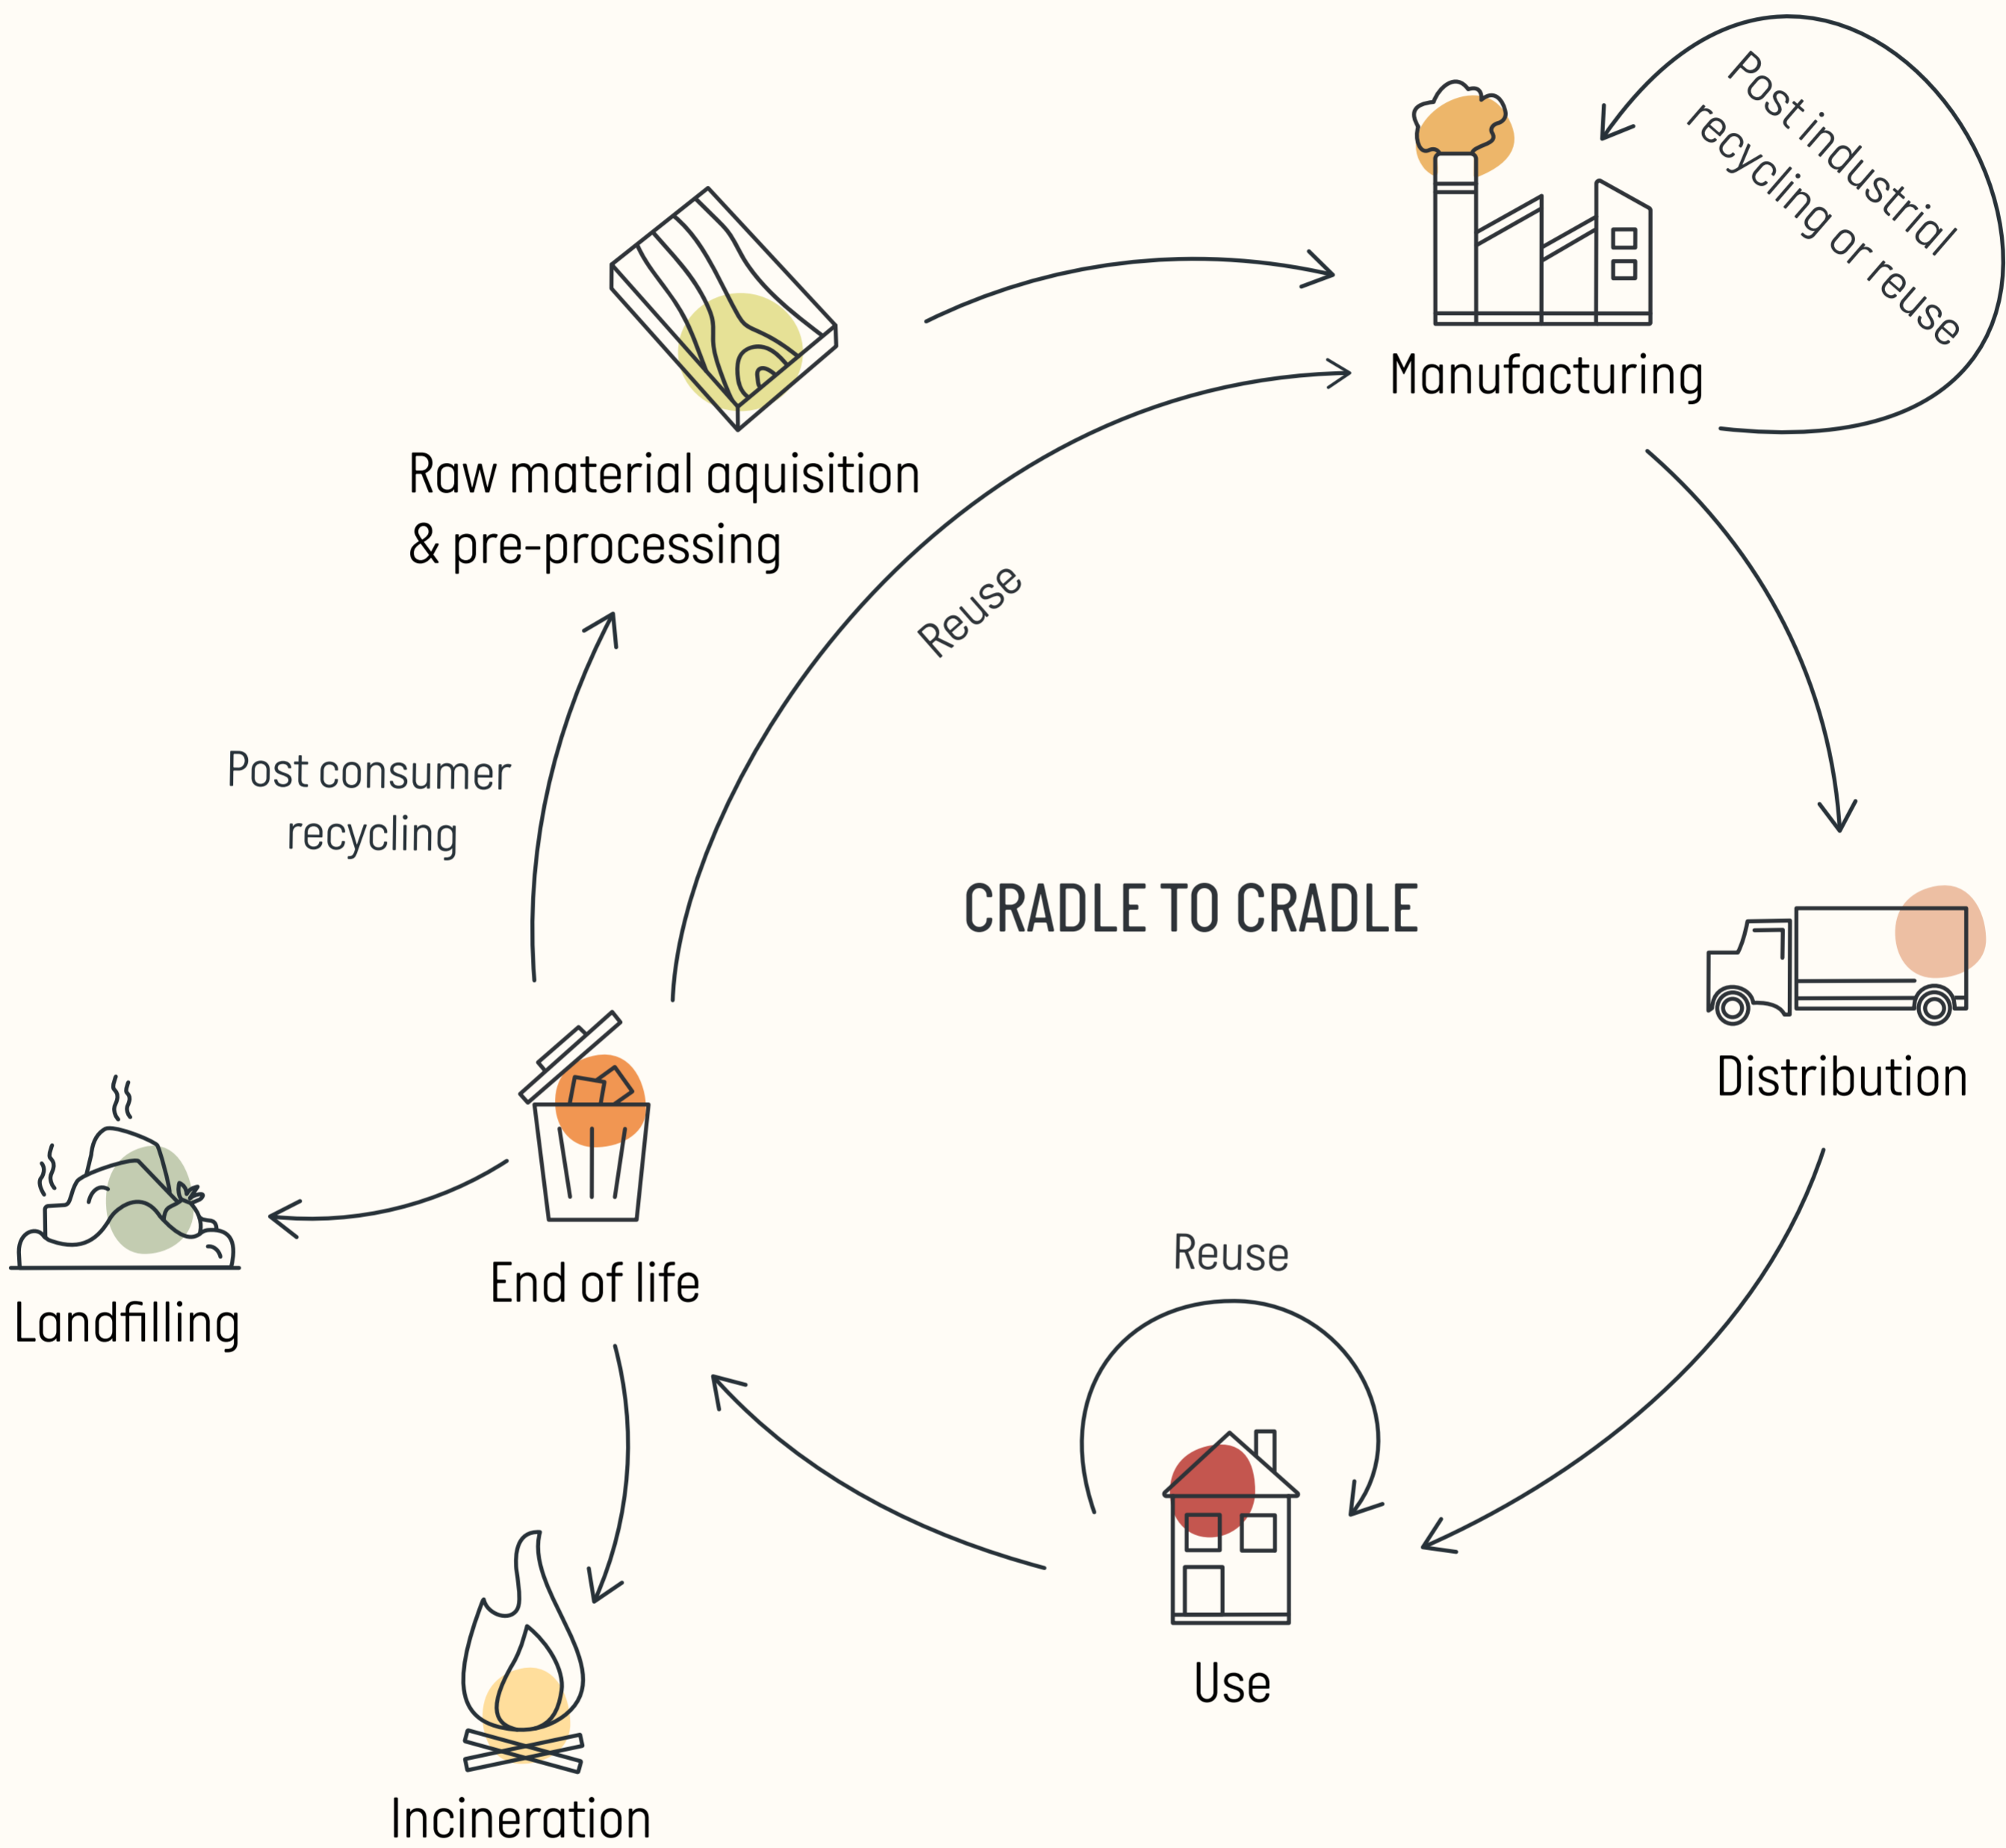 Post industrial
recycling or reuse
Manufacturing
Raw material aquisition
& pre-processing
Reuse
Post consumer
recycling
CRADLE TO CRADLE
Distribution
End of life
Landfilling
Reuse
Use
Incineration